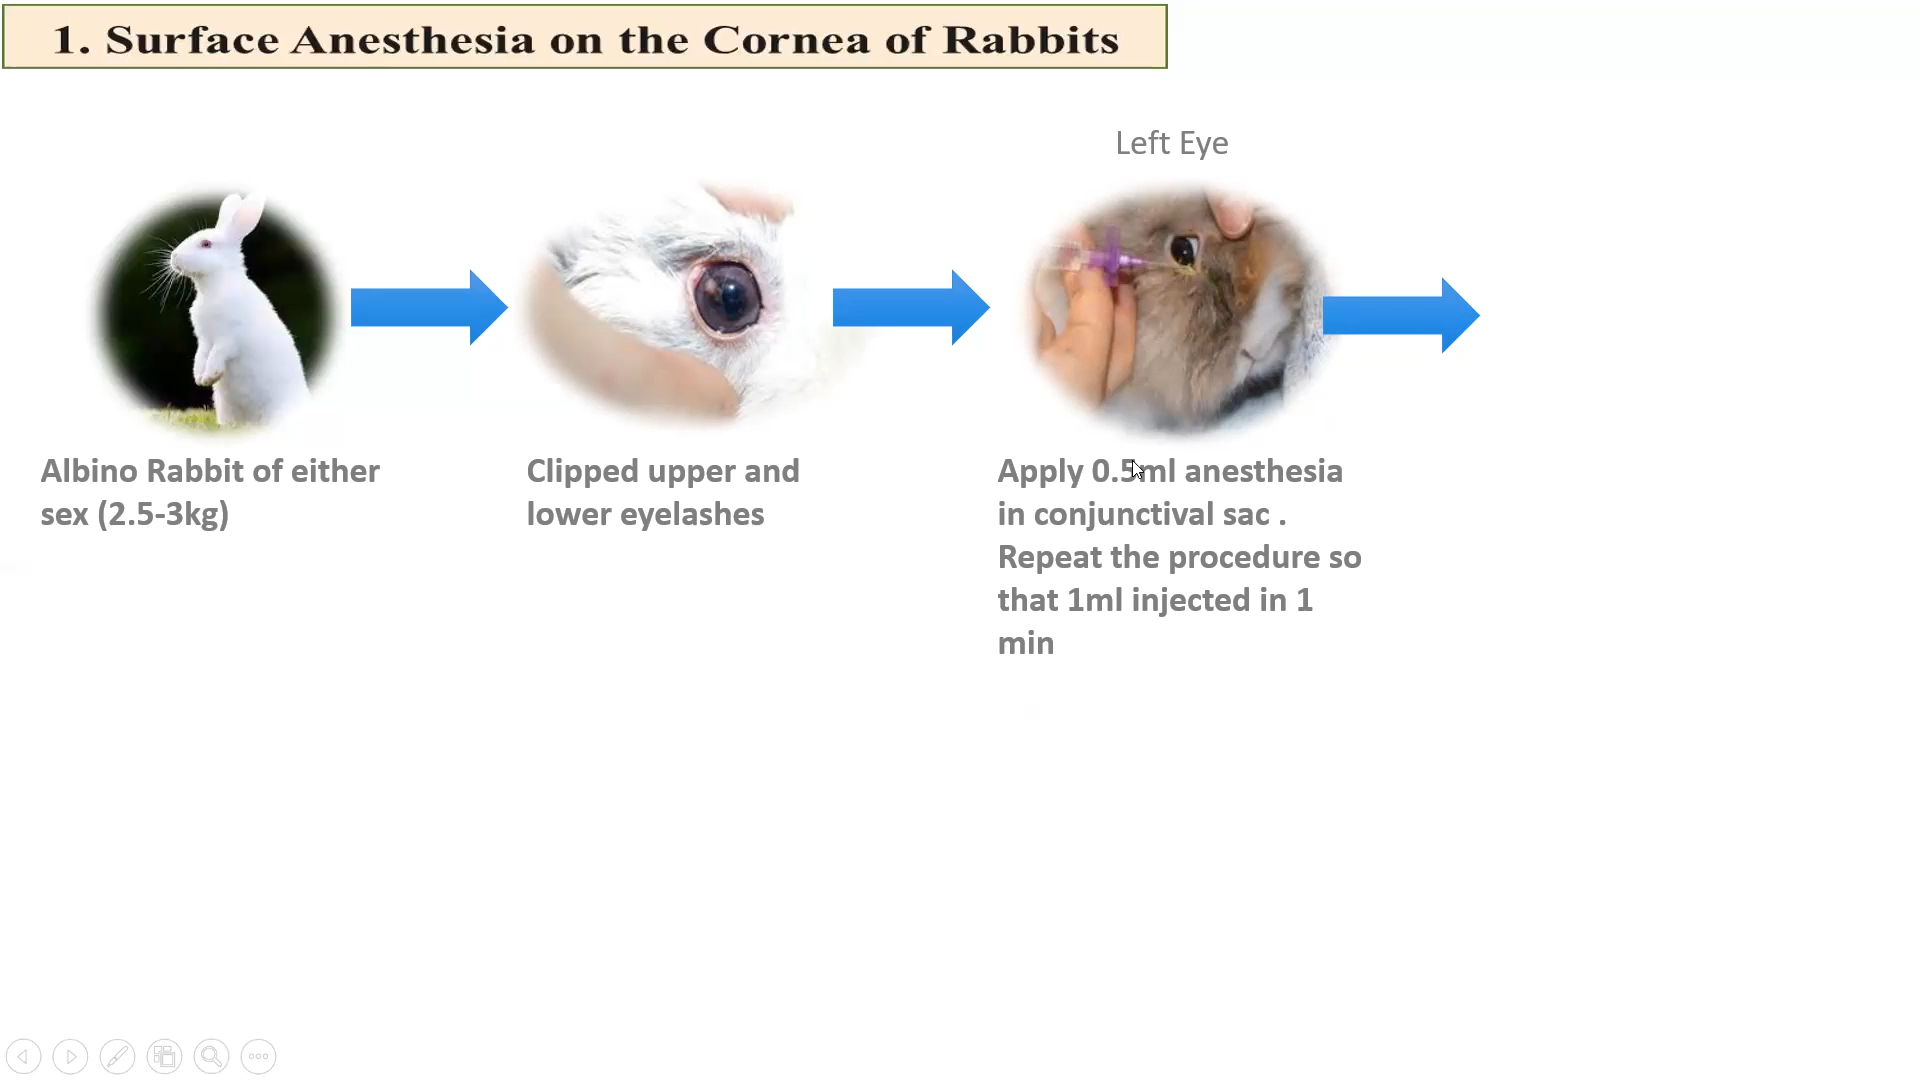 1. Surface Anesthesia on the Cornea of Rabbits
Left Eye
Albino Rabbit of either
sex (2.5-3kg)
Clipped upper and
lower eyelashes
Apply 0.5ml anesthesia
in conjunctival sac .
Repeat the procedure so
that 1ml injected in 1
min